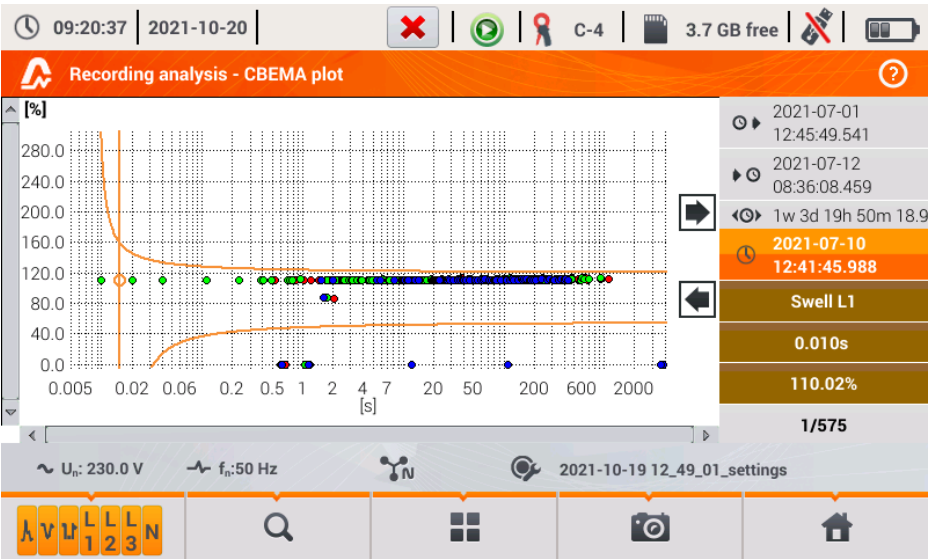 09:20:37 2021-10-20 C-4 3.7 GB free
Recording analysis - CBEMA plot ?
[%]
280.0
240.0
200.0
160.0
120.0
80.0
40.0
0.0
0.005 0.02 0.06 0.2 0.5 1 2 4 7 20 50 200 600 2000
[s]
2021-07-01
12:45:49.541
2021-07-12
08:36:08.459
1w 3d 19h 50m 18.9
2021-07-10
12:41:45.988
Swell L1
0.010s
110.02%
1/575
Un: 230.0 V fn:50 Hz N 2021-10-19 12_49_01_settings
L L L N
1 2 3